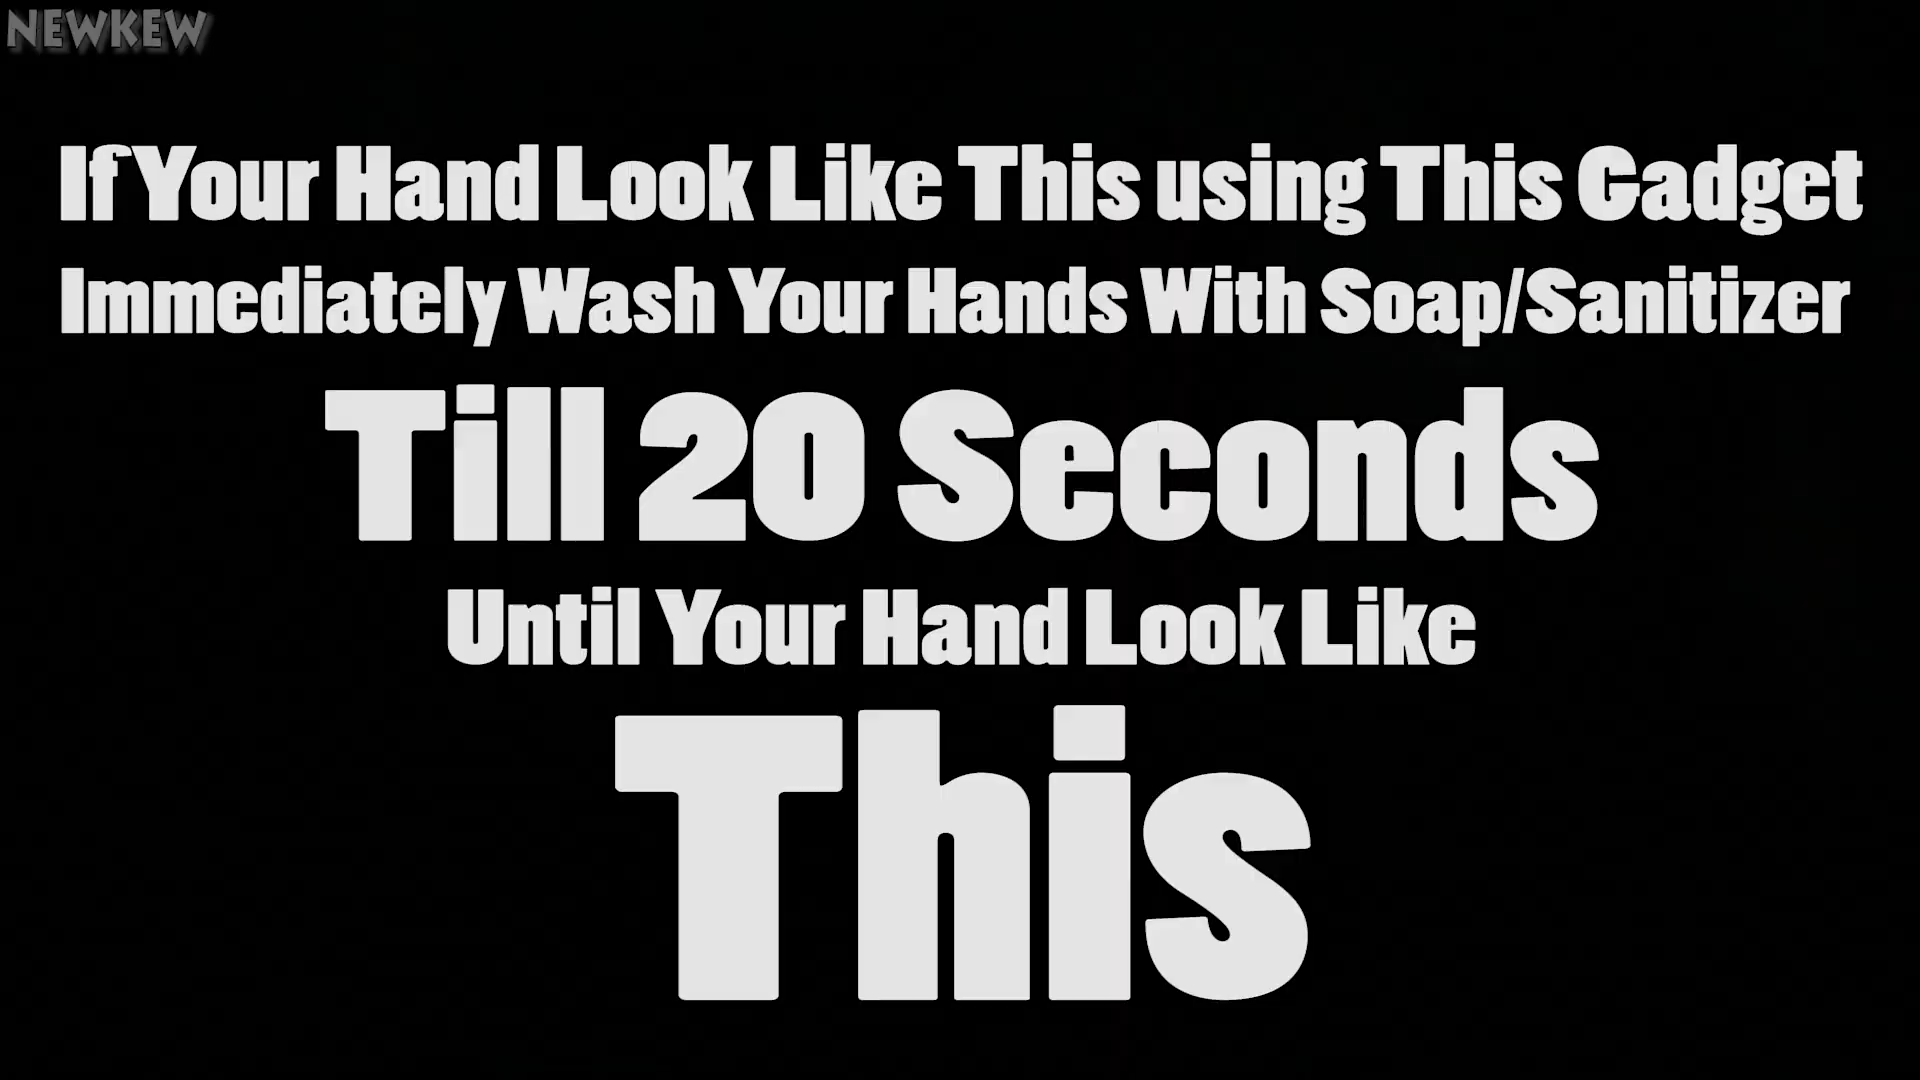 NEWKEW
If Your Hand Look Like This using This Gadget
Immediately Wash Your Hands With Soap/Sanitizer
Till 20 Seconds
Until Your Hand Look Like
This